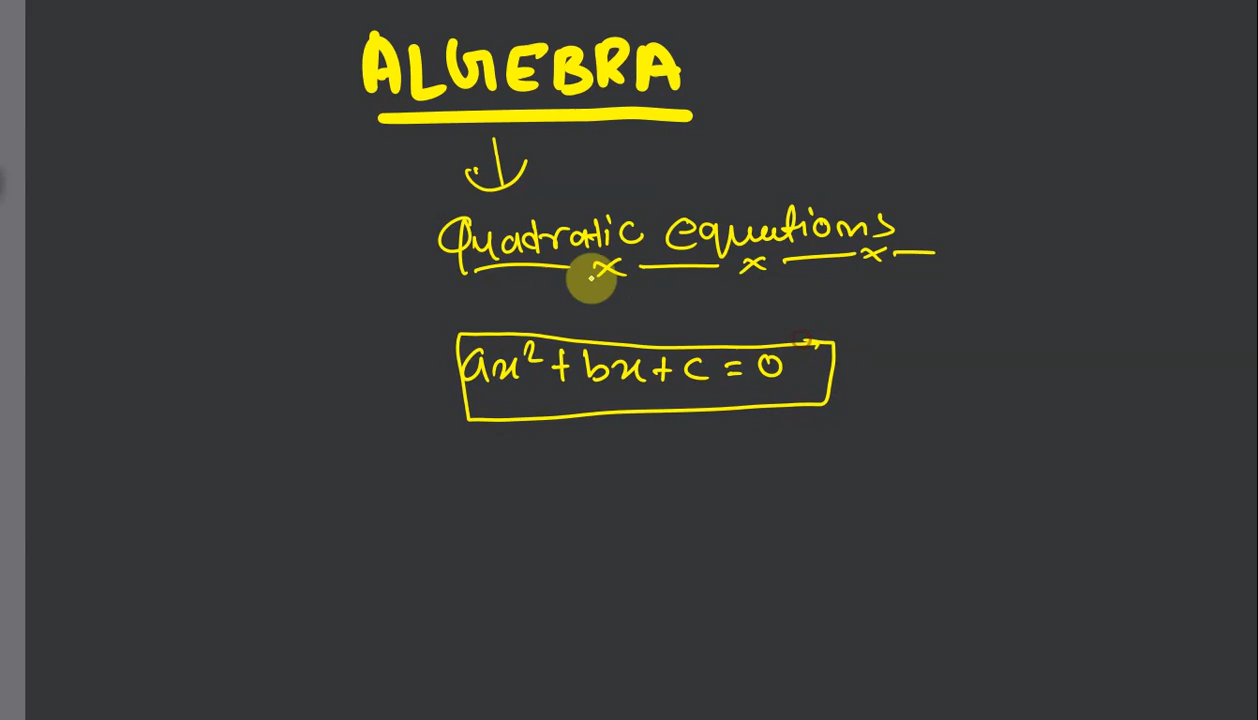 ALGEBRA
Quadratic equations
ax² + bx + c = 0